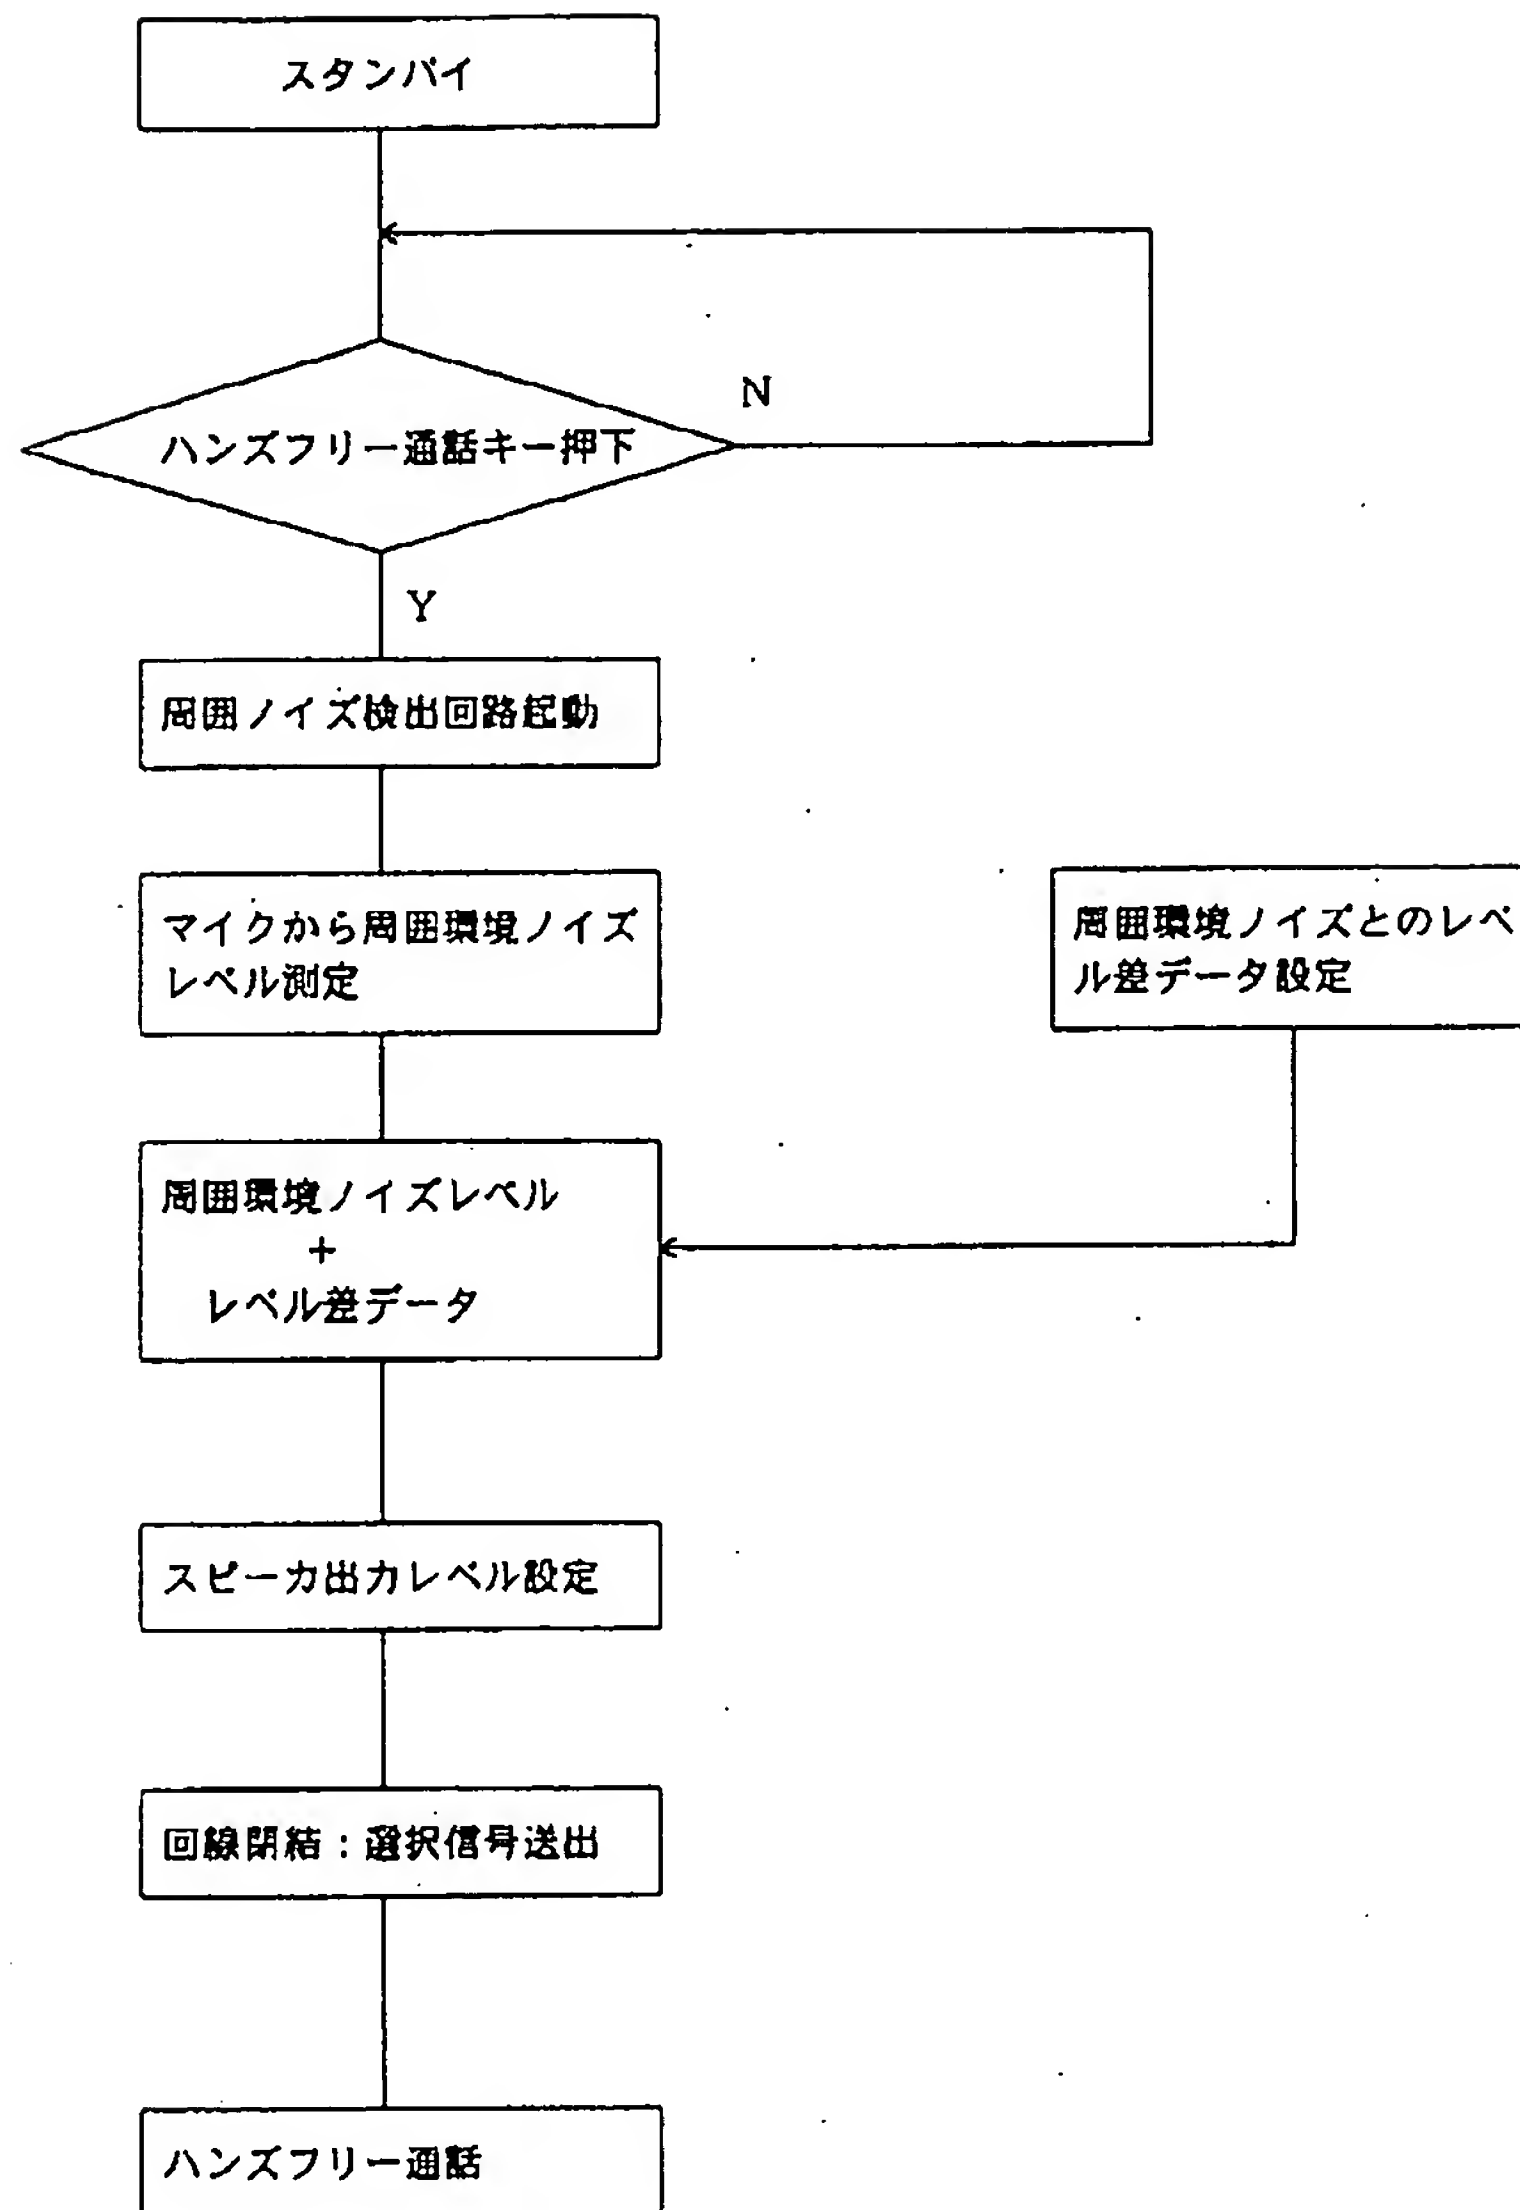 スタンバイ
N
ハンズフリー通話キー押下
Y
周囲ノイズ検出回路起動
マイクから周囲環境ノイズ
レベル測定
周囲環境ノイズとのレベ
ル差データ設定
周囲環境ノイズレベル
+
レベル差データ
スピーカ出力レベル設定
回線閉結:選択信号送出
ハンズフリー通話